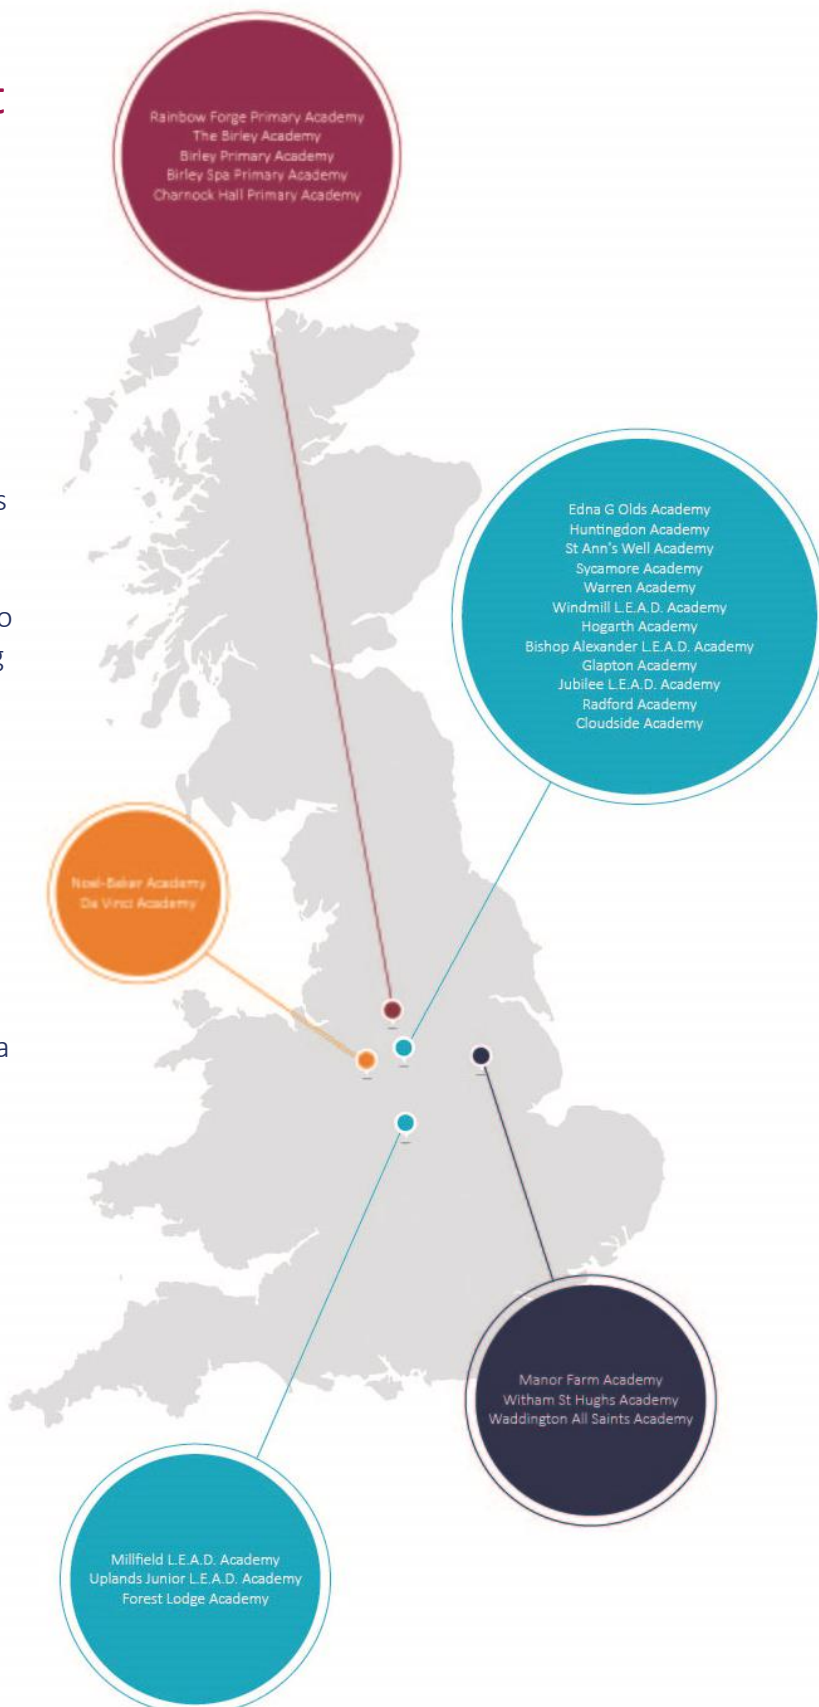 t
Rainbow Forge Primary Academy
The Birley Academy
Birley Primary Academy
Birley Spa Primary Academy
Charnock Hall Primary Academy
s
o
g
Edna G Olds Academy
Huntingdon Academy
St Ann's Well Academy
Sycamore Academy
Warren Academy
Windmill L.E.A.D. Academy
Hogarth Academy
Bishop Alexander L.E.A.D. Academy
Glapton Academy
Jubilee L.E.A.D. Academy
Radford Academy
Cloudside Academy
Noel-Baker Academy
Da Vinci Academy
a
Manor Farm Academy
Witham St Hughs Academy
Waddington All Saints Academy
Millfield L.E.A.D. Academy
Uplands Junior L.E.A.D. Academy
Forest Lodge Academy